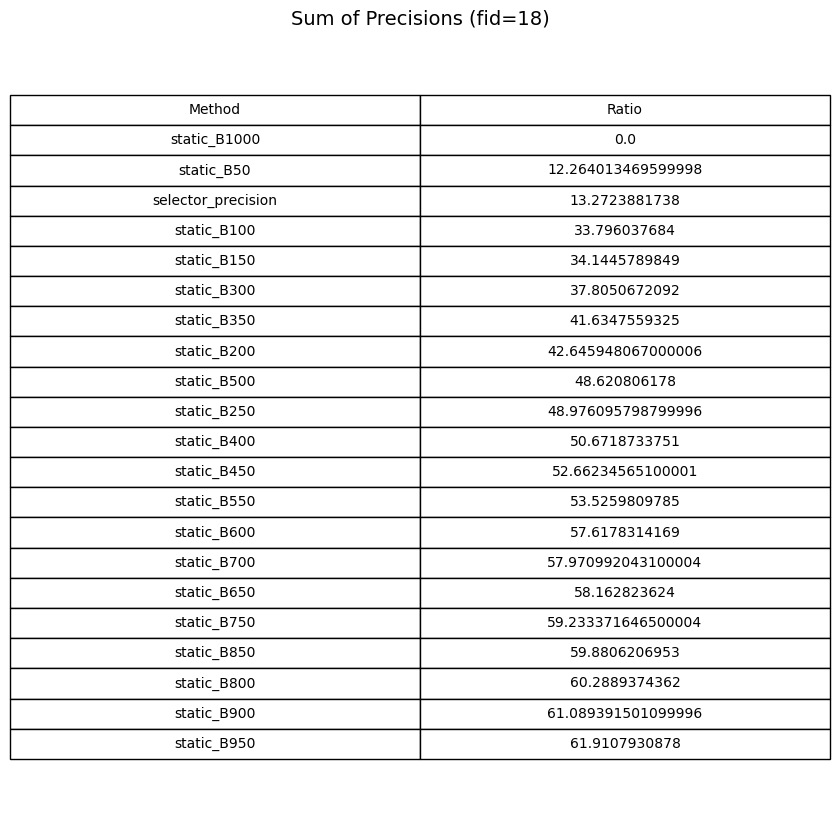 Sum of Precisions (fid=18)
Method Ratio
static_B1000 0.0
static_B50 12.264013469599998
selector_precision 13.2723881738
static_B100 33.796037684
static_B150 34.1445789849
static_B300 37.8050672092
static_B350 41.6347559325
static_B200 42.645948067000006
static_B500 48.620806178
static_B250 48.976095798799996
static_B400 50.6718733751
static_B450 52.66234565100001
static_B550 53.5259809785
static_B600 57.6178314169
static_B700 57.970992043100004
static_B650 58.162823624
static_B750 59.233371646500004
static_B850 59.8806206953
static_B800 60.2889374362
static_B900 61.089391501099996
static_B950 61.9107930878